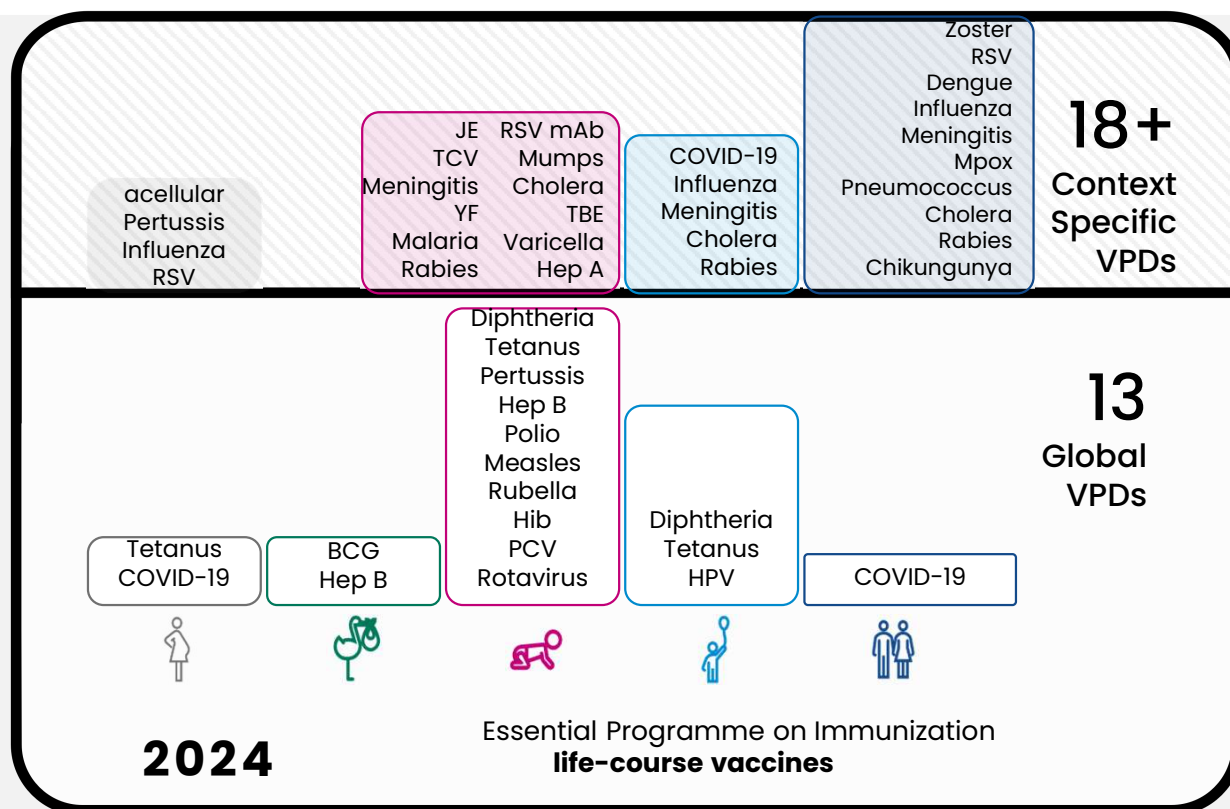 acellular
Pertussis
Influenza
RSV
JE
TCV
Meningitis
YF
Malaria
Rabies
RSV mAb
Mumps
Cholera
TBE
Varicella
Hep A
COVID-19
Influenza
Meningitis
Cholera
Rabies
Zoster
RSV
Dengue
Influenza
Meningitis
Mpox
Pneumococcus
Cholera
Rabies
Chikungunya
18+
Context
Specific
VPDs
Tetanus
COVID-19
BCG
Hep B
Diphtheria
Tetanus
Pertussis
Hep B
Polio
Measles
Rubella
Hib
PCV
Rotavirus
Diphtheria
Tetanus
HPV
COVID-19
13
Global
VPDs
2024
Essential Programme on Immunization
life-course vaccines